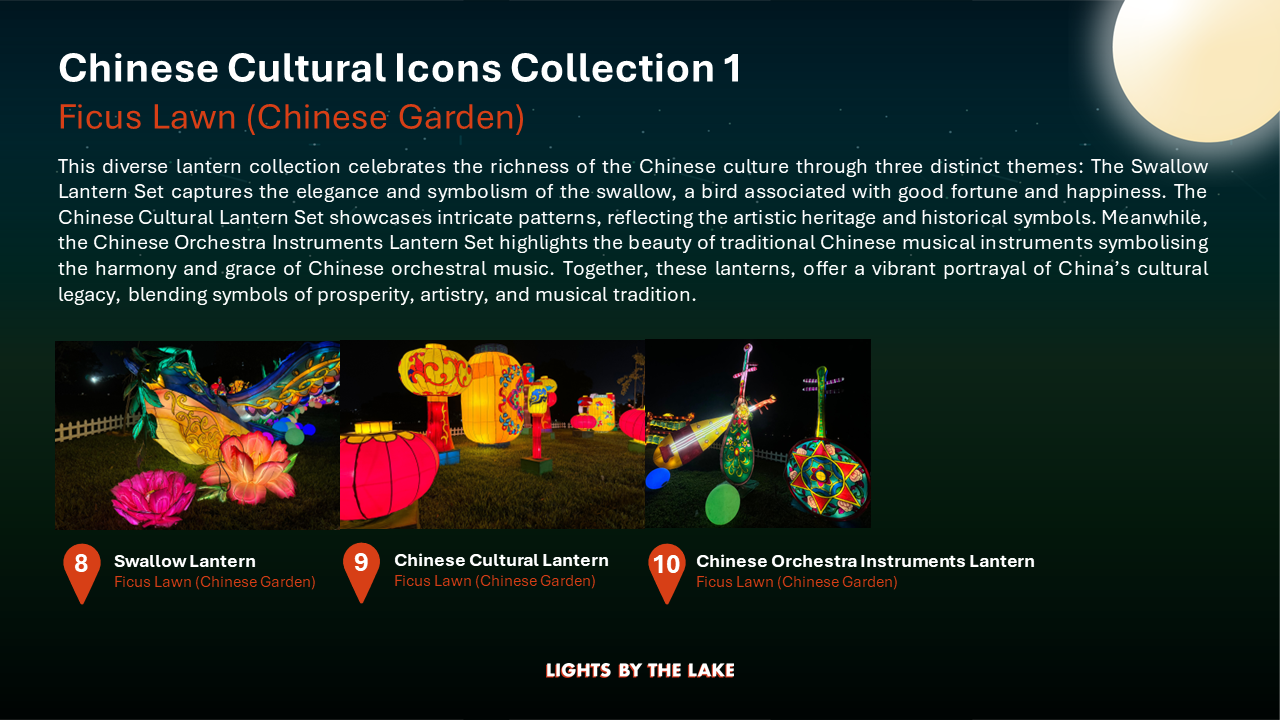 Chinese Cultural Icons Collection 1
Ficus Lawn (Chinese Garden)
This diverse lantern collection celebrates the richness of the Chinese culture through three distinct themes: The Swallow
Lantern Set captures the elegance and symbolism of the swallow, a bird associated with good fortune and happiness. The
Chinese Cultural Lantern Set showcases intricate patterns, reflecting the artistic heritage and historical symbols. Meanwhile,
the Chinese Orchestra Instruments Lantern Set highlights the beauty of traditional Chinese musical instruments symbolising
the harmony and grace of Chinese orchestral music. Together, these lanterns, offer a vibrant portrayal of China’s cultural
legacy, blending symbols of prosperity, artistry, and musical tradition.
8
Swallow Lantern
Ficus Lawn (Chinese Garden)
9
Chinese Cultural Lantern
Ficus Lawn (Chinese Garden)
10
Chinese Orchestra Instruments Lantern
Ficus Lawn (Chinese Garden)
LIGHTS BY THE LAKE